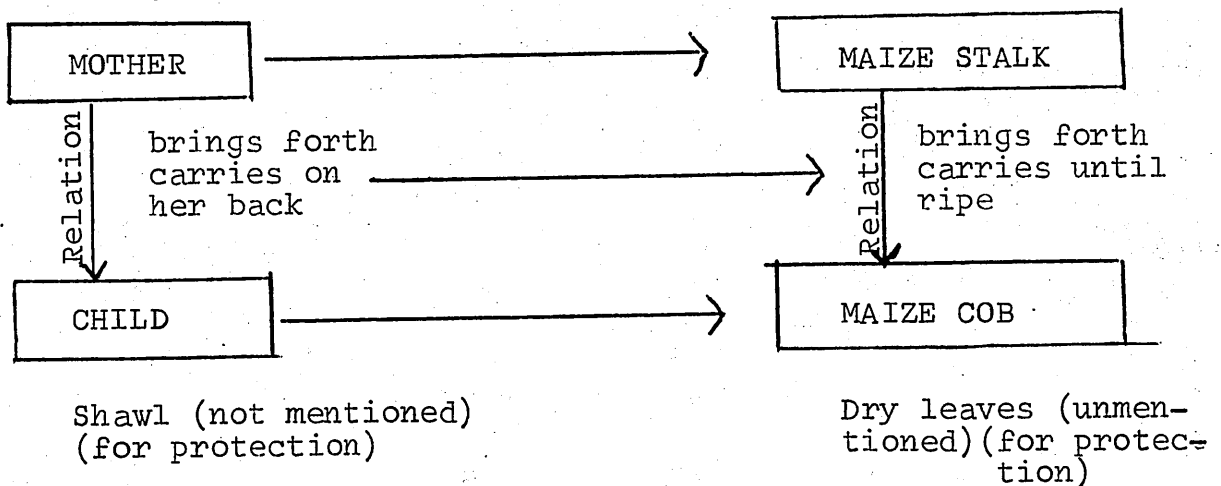 MOTHER
MAIZE STALK
Relation
brings forth
carries on
her back
Relation
brings forth
carries until
ripe
CHILD
MAIZE COB
Shawl (not mentioned)
(for protection)
Dry leaves (unmen-
tioned)(for protec-
tion)